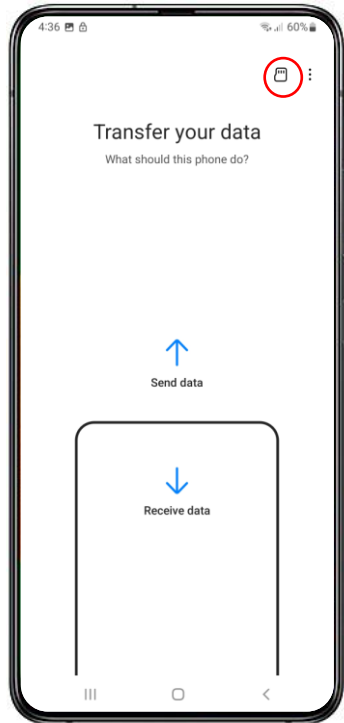 4:36 60%
Transfer your data
What should this phone do?
Send data
Receive data